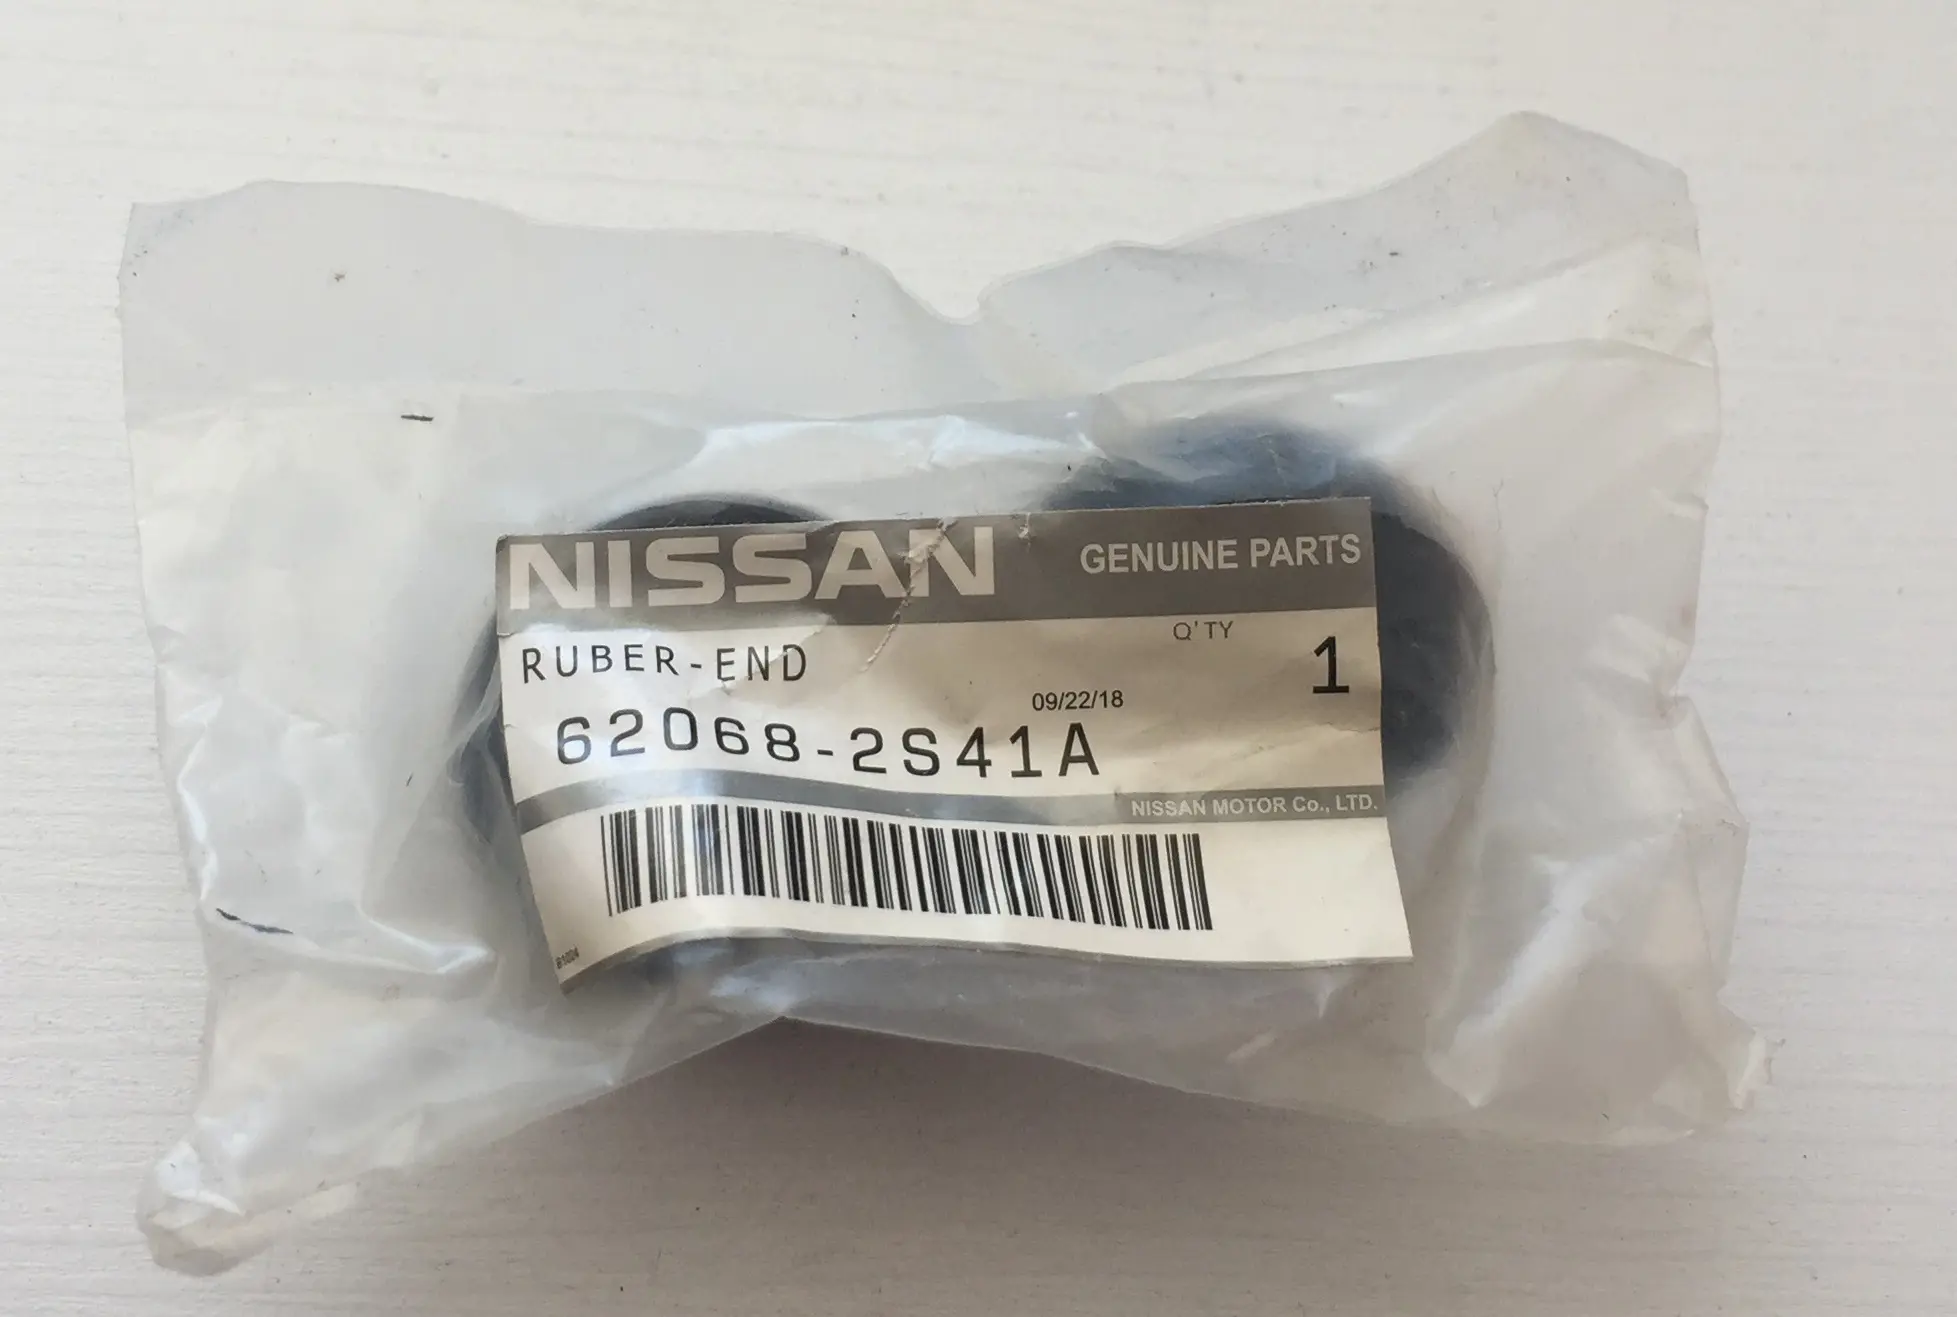 NISSAN GENUINE PARTS
Q'TY
RUBER-END 1
09/22/18
62068-2S41A
NISSAN MOTOR Co., LTD.